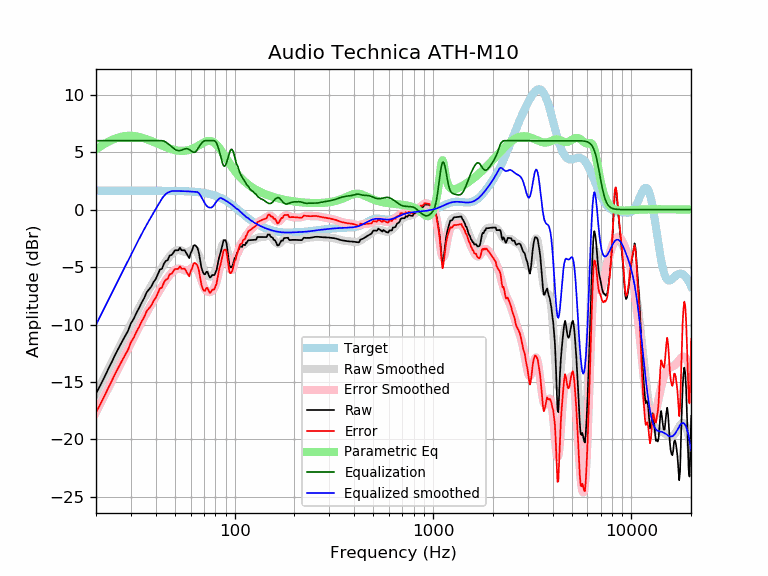 Audio Technica ATH-M10
10
5
0
−5
−10
−15
−20
−25
Amplitude (dBr)
Target
Raw Smoothed
Error Smoothed
Raw
Error
Parametric Eq
Equalization
Equalized smoothed
100
1000
10000
Frequency (Hz)